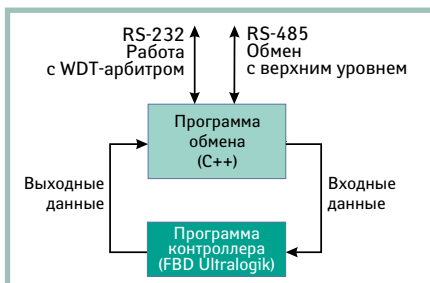 RS-232
Работа
с WDT-арбитром
RS-485
Обмен
с верхним уровнем
Программа
обмена
(C++)
Выходные
данные
Входные
данные
Программа
контроллера
(FBD Ultralogik)